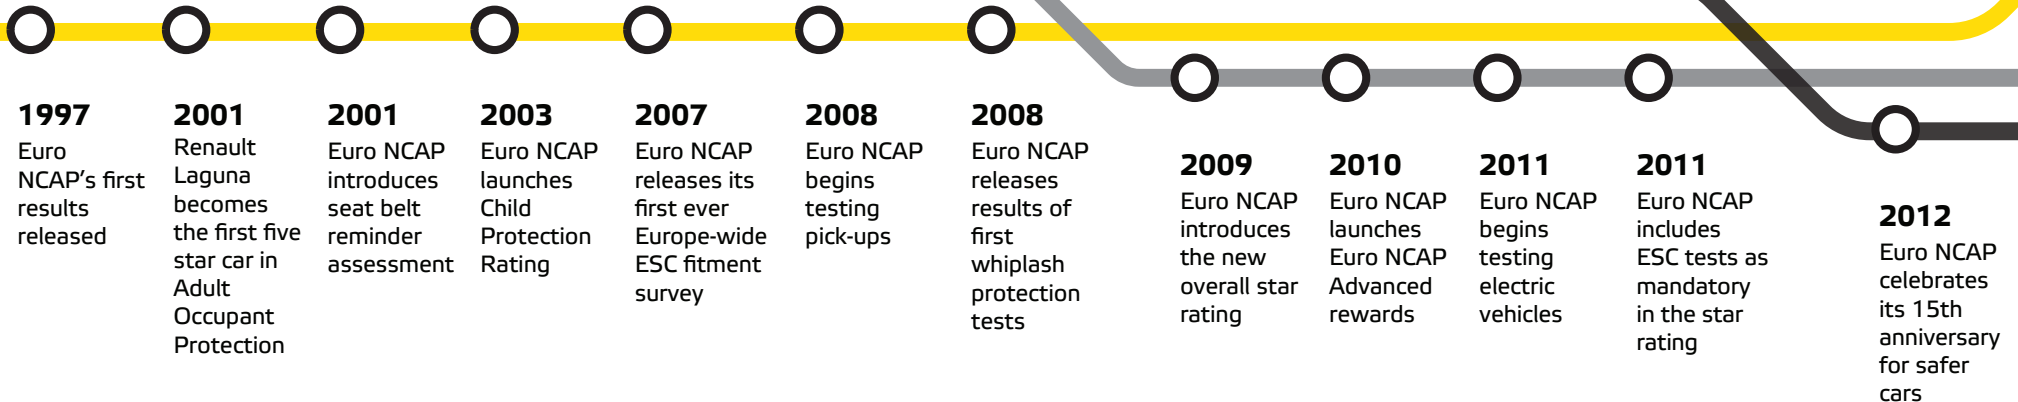 1997
Euro
NCAP's first
results
released
2001
Renault
Laguna
becomes
the first five
star car in
Adult
Occupant
Protection
2001
Euro NCAP
introduces
seat belt
reminder
assessment
2003
Euro NCAP
launches
Child
Protection
Rating
2007
Euro NCAP
releases its
first ever
Europe-wide
ESC fitment
survey
2008
Euro NCAP
begins
testing
pick-ups
2008
Euro NCAP
releases
results of
first
whiplash
protection
tests
2009
Euro NCAP
introduces
the new
overall star
rating
2010
Euro NCAP
launches
Euro NCAP
Advanced
rewards
2011
Euro NCAP
begins
testing
electric
vehicles
2011
Euro NCAP
includes
ESC tests as
mandatory
in the star
rating
2012
Euro NCAP
celebrates
its 15th
anniversary
for safer
cars